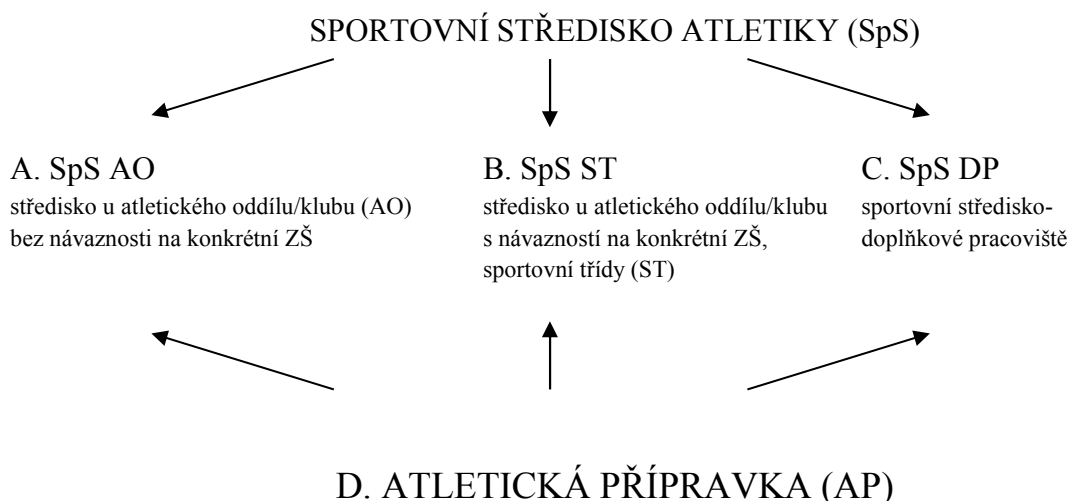 SPORTOVNÍ STŘEDISKO ATLETIKY (SpS)
A. SpS AO
středisko u atletického oddílu/klubu (AO)
bez návaznosti na konkrétní ZŠ
B. SpS ST
středisko u atletického oddílu/klubu
s návazností na konkrétní ZŠ,
sportovní třídy (ST)
C. SpS DP
sportovní středisko-
doplňkové pracoviště
D. ATLETICKÁ PŘÍPRAVKA (AP)